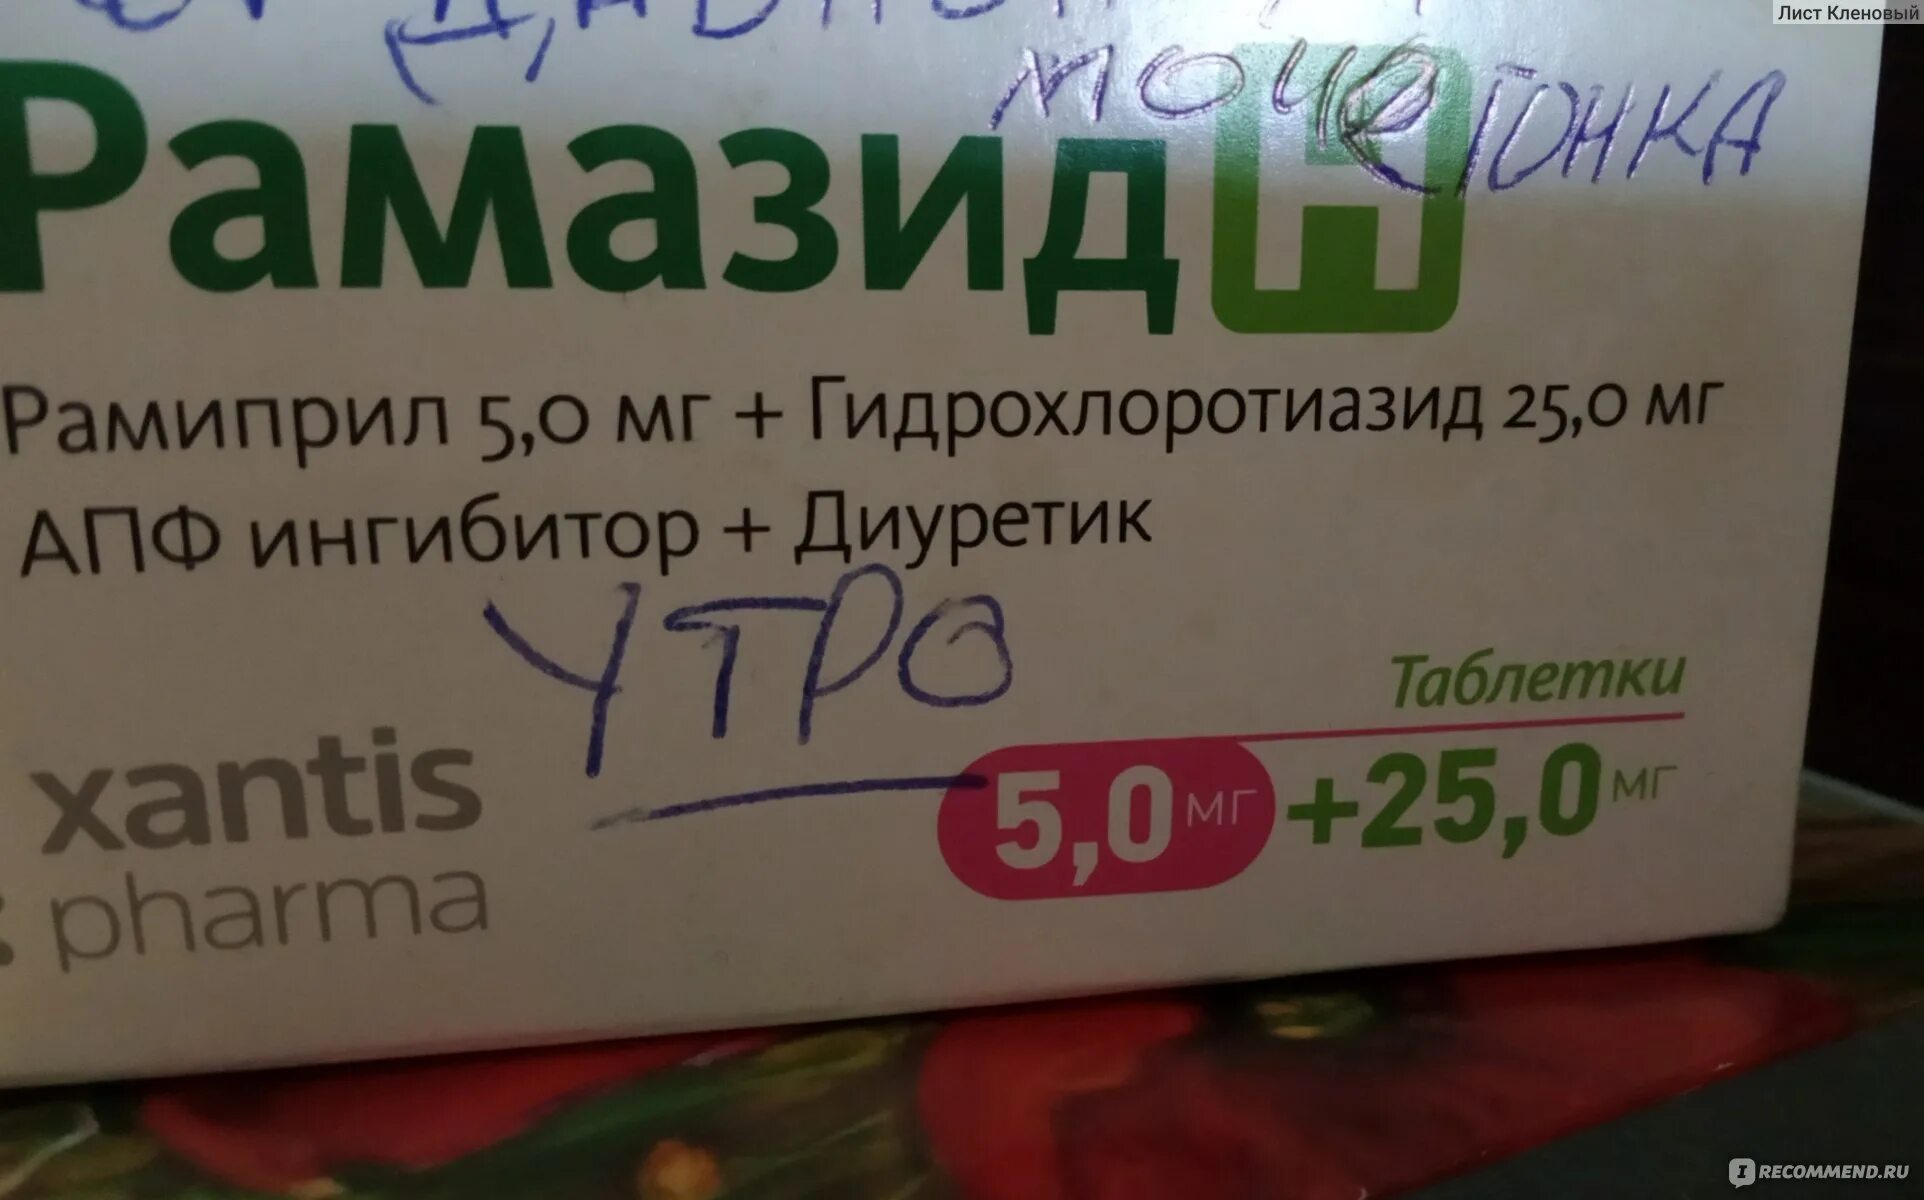 Лист Кленовый
мочегонка
Рамазид Н
Рамиприл 5,0 мг + Гидрохлоротиазид 25,0 мг
АПФ ингибитор + Диуретик
УТРО
Таблетки
5,0 мг +25,0 мг
xantis
pharma
I RECOMMEND.RU